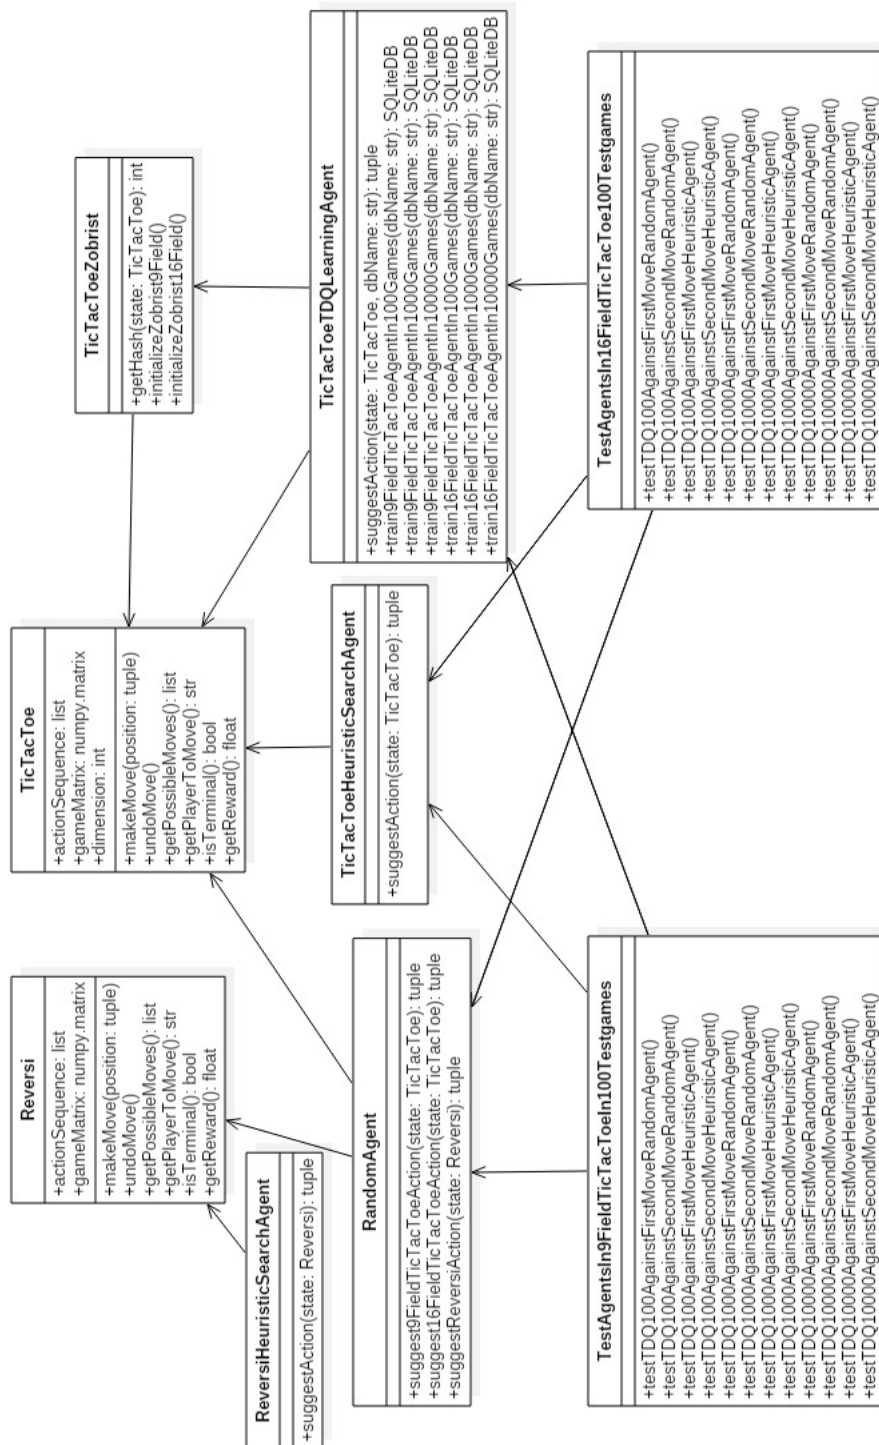 Reversi
+actionSequence: list
+gameMatrix: numpy.matrix
+makeMove(position: tuple)
+undoMove()
+getPossibleMoves(): list
+getPlayerToMove(): str
+isTerminal(): bool
+getReward(): float
TicTacToe
+actionSequence: list
+gameMatrix: numpy.matrix
+dimension: int
+makeMove(position: tuple)
+undoMove()
+getPossibleMoves(): list
+getPlayerToMove(): str
+isTerminal(): bool
+getReward(): float
TicTacToeZobrist
+getHash(state: TicTacToe): int
+initializeZobrist9Field()
+initializeZobrist16Field()
ReversiHeuristicSearchAgent
+suggestAction(state: Reversi): tuple
RandomAgent
+suggest9FieldTicTacToeAction(state: TicTacToe): tuple
+suggest16FieldTicTacToeAction(state: TicTacToe): tuple
+suggestReversiAction(state: Reversi): tuple
TicTacToeHeuristicSearchAgent
+suggestAction(state: TicTacToe): tuple
TicTacToeTDQLearningAgent
+suggestAction(state: TicTacToe, dbName: str): tuple
+train9FieldTicTacToeAgentIn100Games(dbName: str): SQLiteDB
+train9FieldTicTacToeAgentIn1000Games(dbName: str): SQLiteDB
+train9FieldTicTacToeAgentIn10000Games(dbName: str): SQLiteDB
+train16FieldTicTacToeAgentIn100Games(dbName: str): SQLiteDB
+train16FieldTicTacToeAgentIn1000Games(dbName: str): SQLiteDB
+train16FieldTicTacToeAgentIn10000Games(dbName: str): SQLiteDB
TestAgentsIn9FieldTicTacToeIn100Testgames
+testTDQ100AgainstFirstMoveRandomAgent()
+testTDQ100AgainstSecondMoveRandomAgent()
+testTDQ100AgainstFirstMoveHeuristicAgent()
+testTDQ100AgainstSecondMoveHeuristicAgent()
+testTDQ1000AgainstFirstMoveRandomAgent()
+testTDQ1000AgainstSecondMoveRandomAgent()
+testTDQ1000AgainstFirstMoveHeuristicAgent()
+testTDQ1000AgainstSecondMoveHeuristicAgent()
+testTDQ10000AgainstFirstMoveRandomAgent()
+testTDQ10000AgainstSecondMoveRandomAgent()
+testTDQ10000AgainstFirstMoveHeuristicAgent()
+testTDQ10000AgainstSecondMoveHeuristicAgent()
TestAgentsIn16FieldTicTacToe100Testgames
+testTDQ100AgainstFirstMoveRandomAgent()
+testTDQ100AgainstSecondMoveRandomAgent()
+testTDQ100AgainstFirstMoveHeuristicAgent()
+testTDQ100AgainstSecondMoveHeuristicAgent()
+testTDQ1000AgainstFirstMoveRandomAgent()
+testTDQ1000AgainstSecondMoveRandomAgent()
+testTDQ1000AgainstFirstMoveHeuristicAgent()
+testTDQ1000AgainstSecondMoveHeuristicAgent()
+testTDQ10000AgainstFirstMoveRandomAgent()
+testTDQ10000AgainstSecondMoveRandomAgent()
+testTDQ10000AgainstFirstMoveHeuristicAgent()
+testTDQ10000AgainstSecondMoveHeuristicAgent()